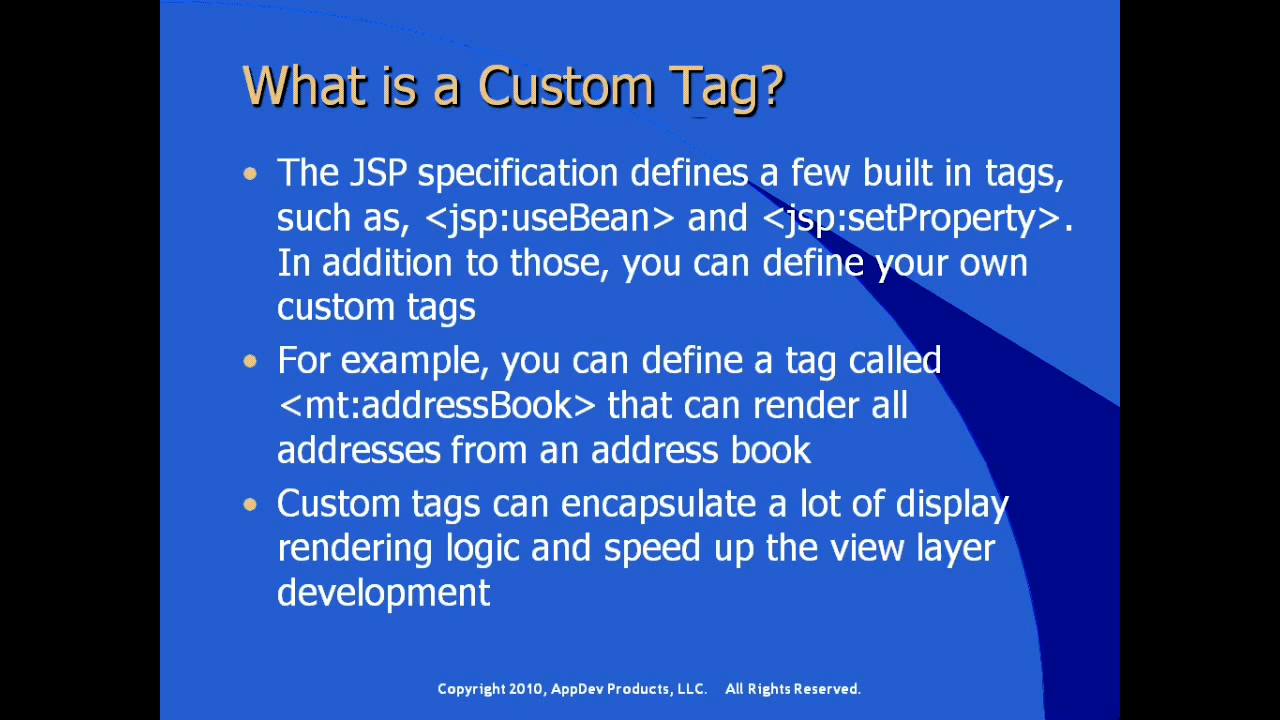 What is a Custom Tag?
• The JSP specification defines a few built in tags,
such as, <jsp:useBean> and <jsp:setProperty>.
In addition to those, you can define your own
custom tags
• For example, you can define a tag called
<mt:addressBook> that can render all
addresses from an address book
• Custom tags can encapsulate a lot of display
rendering logic and speed up the view layer
development
Copyright 2010, AppDev Products, LLC. All Rights Reserved.